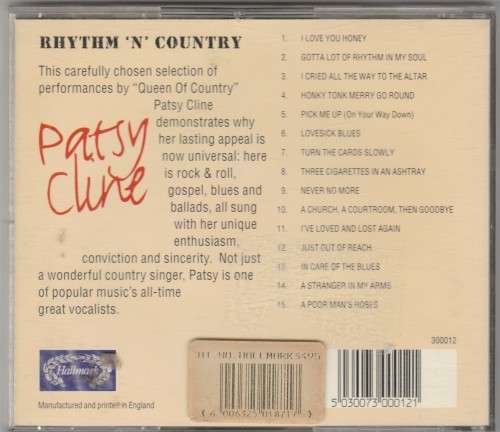 RHYTHM 'N' COUNTRY
This carefully chosen selection of
performances by "Queen Of Country"
Patsy Cline
demonstrates why
her lasting appeal is
now universal: here
is rock & roll,
gospel, blues and
ballads, all sung
with her unique
enthusiasm,
conviction and sincerity. Not just
a wonderful country singer, Patsy is one
of popular music's all-time
great vocalists.
Patsy
Cline
1. I LOVE YOU HONEY
2. GOTTA LOT OF RHYTHM IN MY SOUL
3. I CRIED ALL THE WAY TO THE ALTAR
4. HONKY TONK MERRY GO ROUND
5. PICK ME UP (On Your Way Down)
6. LOVESICK BLUES
7. TURN THE CARDS SLOWLY
8. THREE CIGARETTES IN AN ASHTRAY
9. NEVER NO MORE
10. A CHURCH, A COURTROOM, THEN GOODBYE
11. I'VE LOVED AND LOST AGAIN
12. JUST OUT OF REACH
13. IN CARE OF THE BLUES
14. A STRANGER IN MY ARMS
15. A POOR MAN'S ROSES
300012
Hallmark
Manufactured and printed in England
5 030073 000121